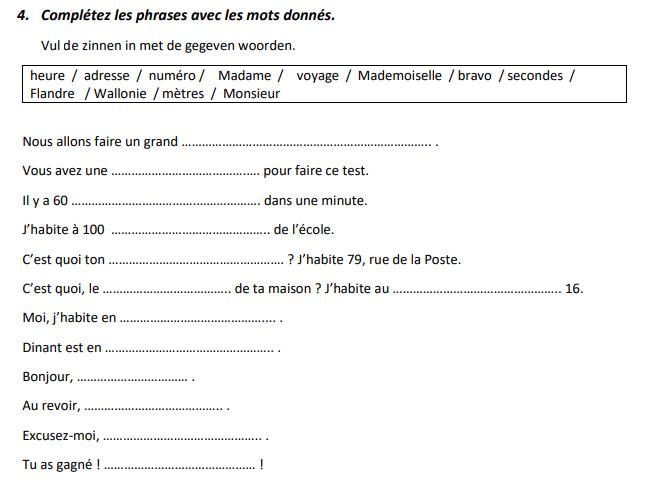 4. Complétez les phrases avec les mots donnés.
Vul de zinnen in met de gegeven woorden.
heure / adresse / numéro / Madame / voyage / Mademoiselle / bravo / secondes /
Flandre / Wallonie / mètres / Monsieur
Nous allons faire un grand …………………………………………………………………….. .
Vous avez une …………………………………….. pour faire ce test.
Il y a 60 ………………………………………………. dans une minute.
J’habite à 100 ……………………………………….. de l’école.
C’est quoi ton ……………………………………………. ? J’habite 79, rue de la Poste.
C’est quoi, le ……………………………….. de ta maison ? J’habite au ………………………………………….. 16.
Moi, j’habite en ……………………………………….. .
Dinant est en ………………………………………….. .
Bonjour, …………………………… .
Au revoir, ………………………………….. .
Excusez-moi, ……………………………………….. .
Tu as gagné ! ……………………………………… !